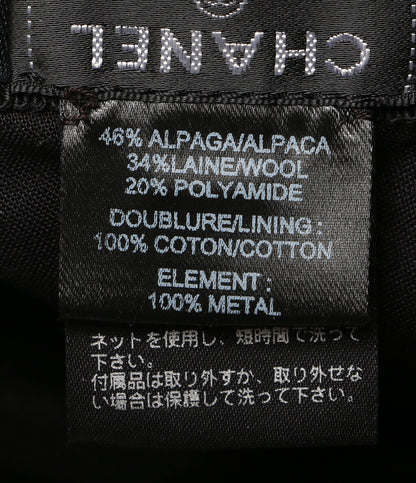 CHANEL
46% ALPAGA/ALPACA
34%LAINE/WOOL
20% POLYAMIDE
DOUBLURE/LINING :
100% COTON/COTTON
ELEMENT :
100% METAL
ネットを使用し、短時間で洗って
下さい。
付属品は取り外すか、取り外せな
い場合は保護して洗って下さい。